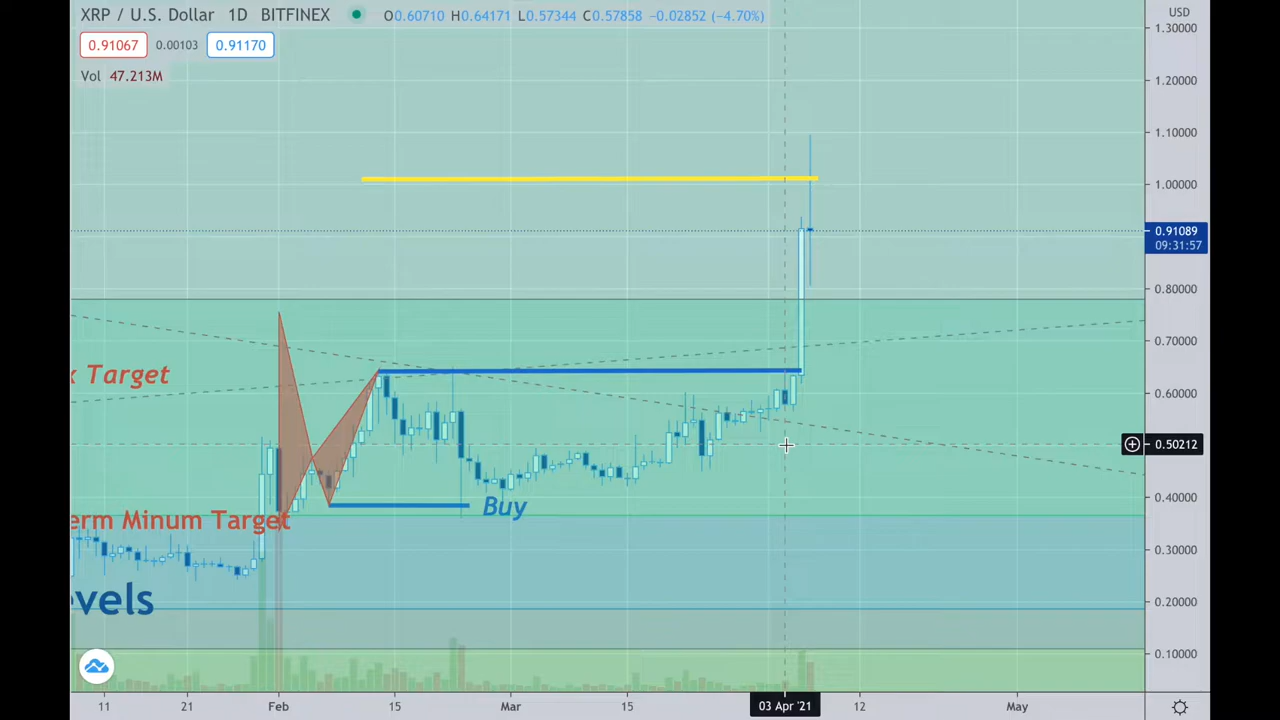 XRP / U.S. Dollar 1D BITFINEX O0.60710 H0.64171 L0.57344 C0.57858 −0.02852 (−4.70%)
USD
0.91067 0.00103 0.91170
Vol 47.213M
1.30000
1.20000
1.10000
1.00000
0.91089
09:31:57
0.80000
0.70000
x Target
0.60000
0.50212
0.40000
Buy
erm Minum Target
0.30000
evels
0.20000
0.10000
11 21 Feb 15 Mar 15 03 Apr '21 12 May